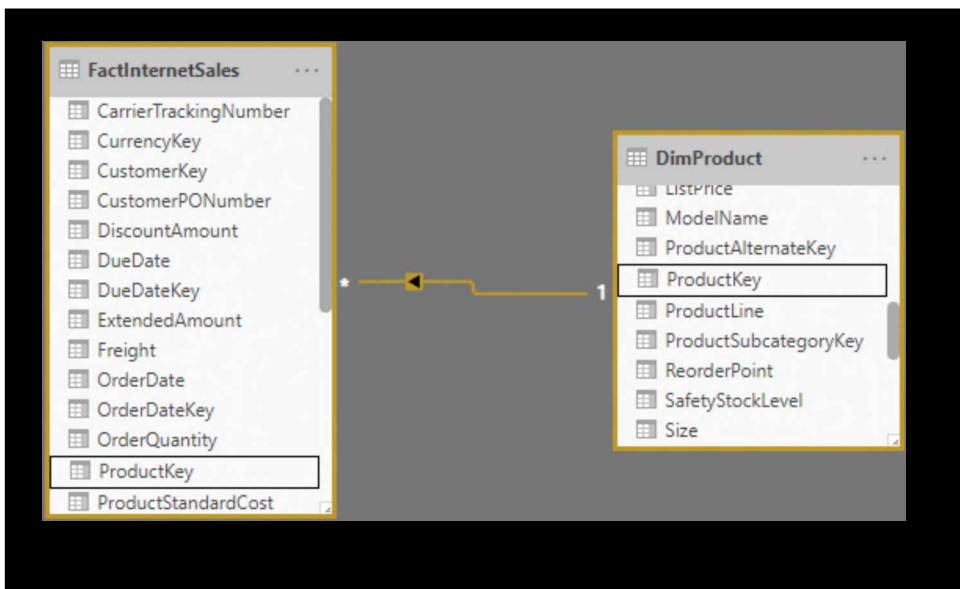 FactInternetSales
CarrierTrackingNumber
CurrencyKey
CustomerKey
CustomerPONumber
DiscountAmount
DueDate
DueDateKey
ExtendedAmount
Freight
OrderDate
OrderDateKey
OrderQuantity
ProductKey
ProductStandardCost
*
1
DimProduct
ListPrice
ModelName
ProductAlternateKey
ProductKey
ProductLine
ProductSubcategoryKey
ReorderPoint
SafetyStockLevel
Size